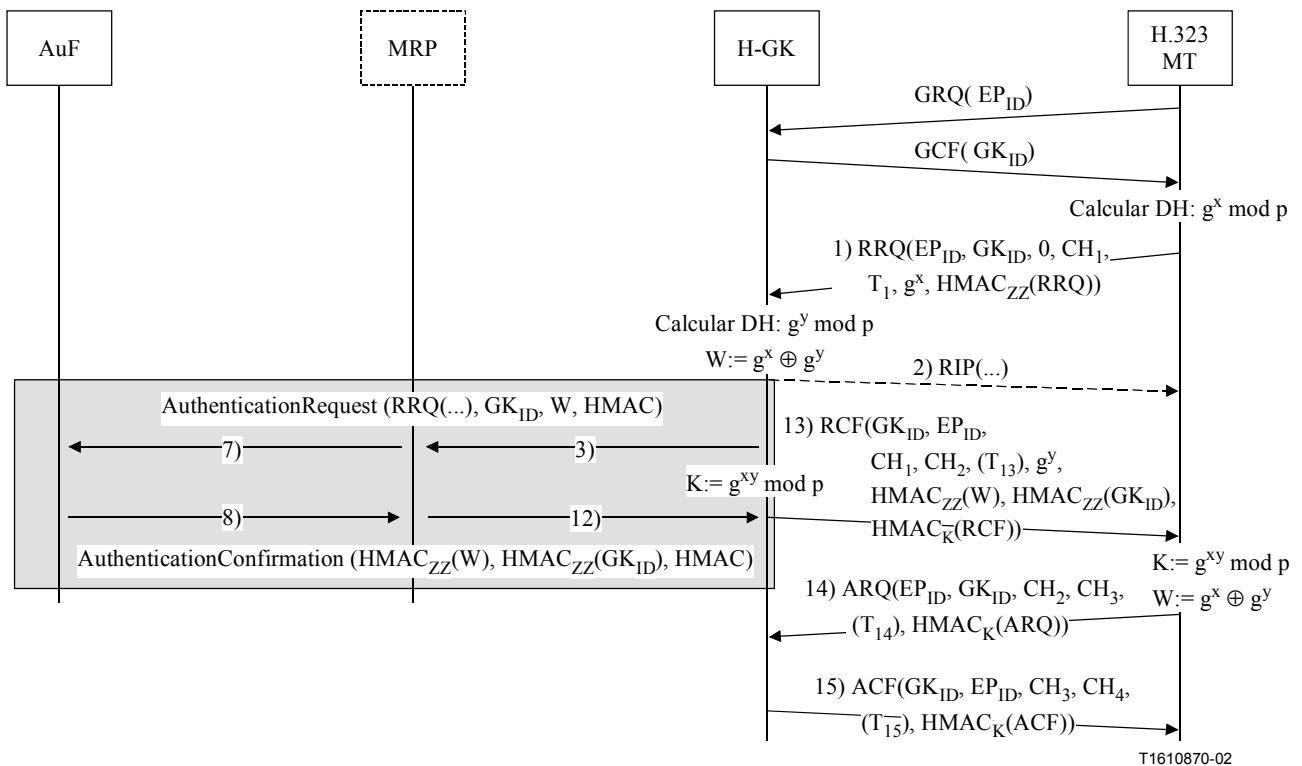 AuF
MRP
H-GK
H.323
MT
GRQ( EP_ID)
GCF( GK_ID)
Calcular DH: g^x mod p
1) RRQ(EP_ID, GK_ID, 0, CH_1,
T_1, g^x, HMAC_ZZ(RRQ))
Calcular DH: g^y mod p
W:= g^x ⊕ g^y
2) RIP(...)
AuthenticationRequest (RRQ(...), GK_ID, W, HMAC)
7)
3)
13) RCF(GK_ID, EP_ID,
CH_1, CH_2, (T_13), g^y,
HMAC_ZZ(W), HMAC_ZZ(GK_ID),
HMAC_K(RCF))
K:= g^xy mod p
8)
12)
AuthenticationConfirmation (HMAC_ZZ(W), HMAC_ZZ(GK_ID), HMAC)
K:= g^xy mod p
W:= g^x ⊕ g^y
14) ARQ(EP_ID, GK_ID, CH_2, CH_3,
(T_14), HMAC_K(ARQ))
15) ACF(GK_ID, EP_ID, CH_3, CH_4,
(T_15), HMAC_K(ACF))
T1610870-02